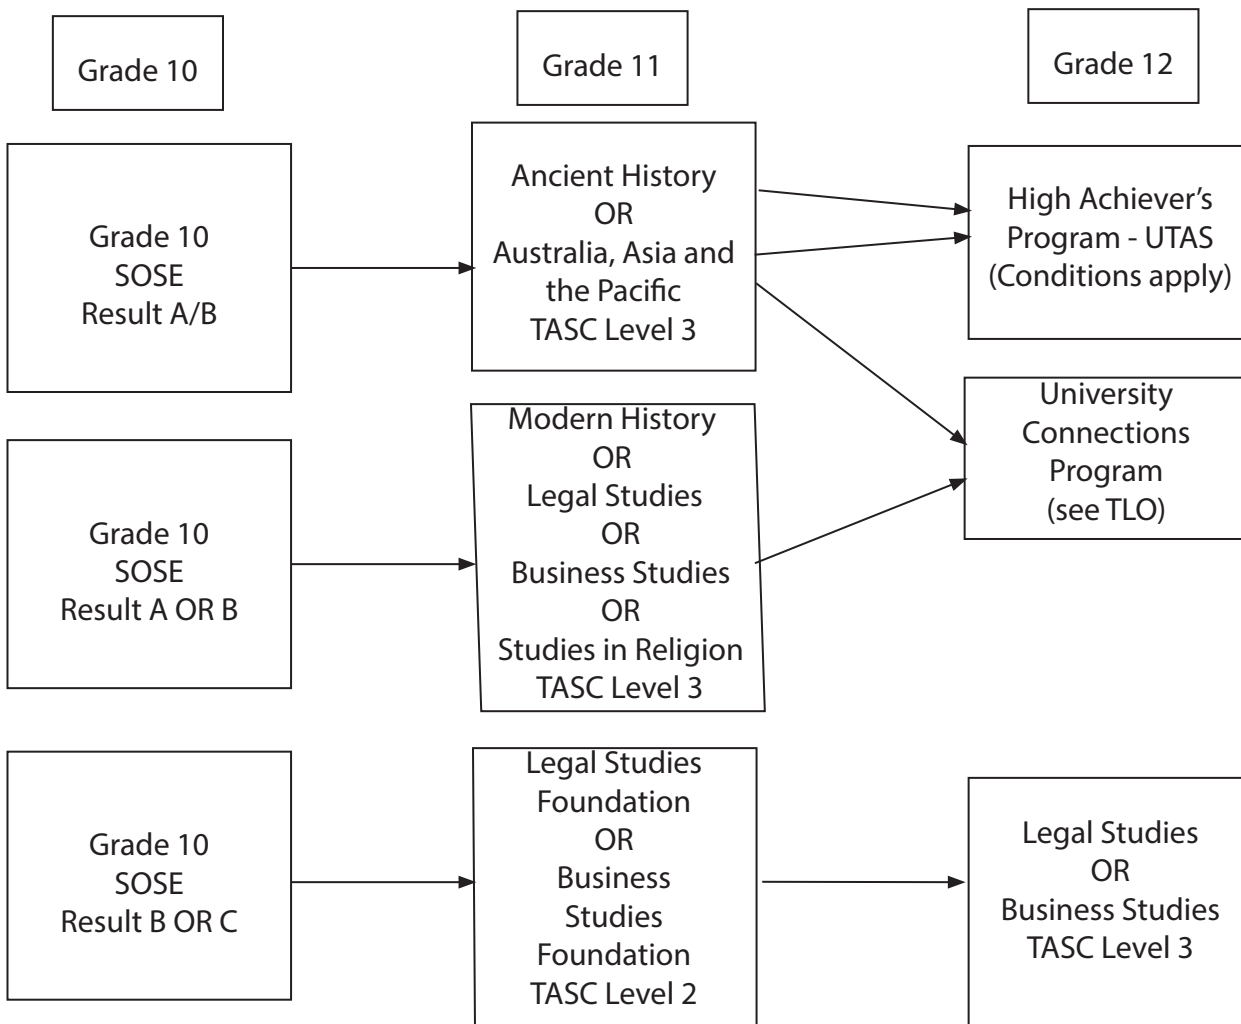 Grade 10
Grade 11
Grade 12
Grade 10
SOSE
Result A/B
Ancient History
OR
Australia, Asia and
the Pacific
TASC Level 3
High Achiever’s
Program - UTAS
(Conditions apply)
University
Connections
Program
(see TLO)
Grade 10
SOSE
Result A OR B
Modern History
OR
Legal Studies
OR
Business Studies
OR
Studies in Religion
TASC Level 3
Grade 10
SOSE
Result B OR C
Legal Studies
Foundation
OR
Business
Studies
Foundation
TASC Level 2
Legal Studies
OR
Business Studies
TASC Level 3